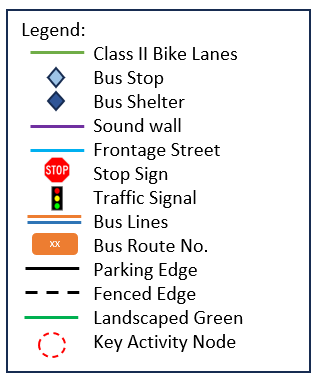 Legend:
Class II Bike Lanes
Bus Stop
Bus Shelter
Sound wall
Frontage Street
STOP Stop Sign
Traffic Signal
Bus Lines
xx Bus Route No.
Parking Edge
Fenced Edge
Landscaped Green
Key Activity Node